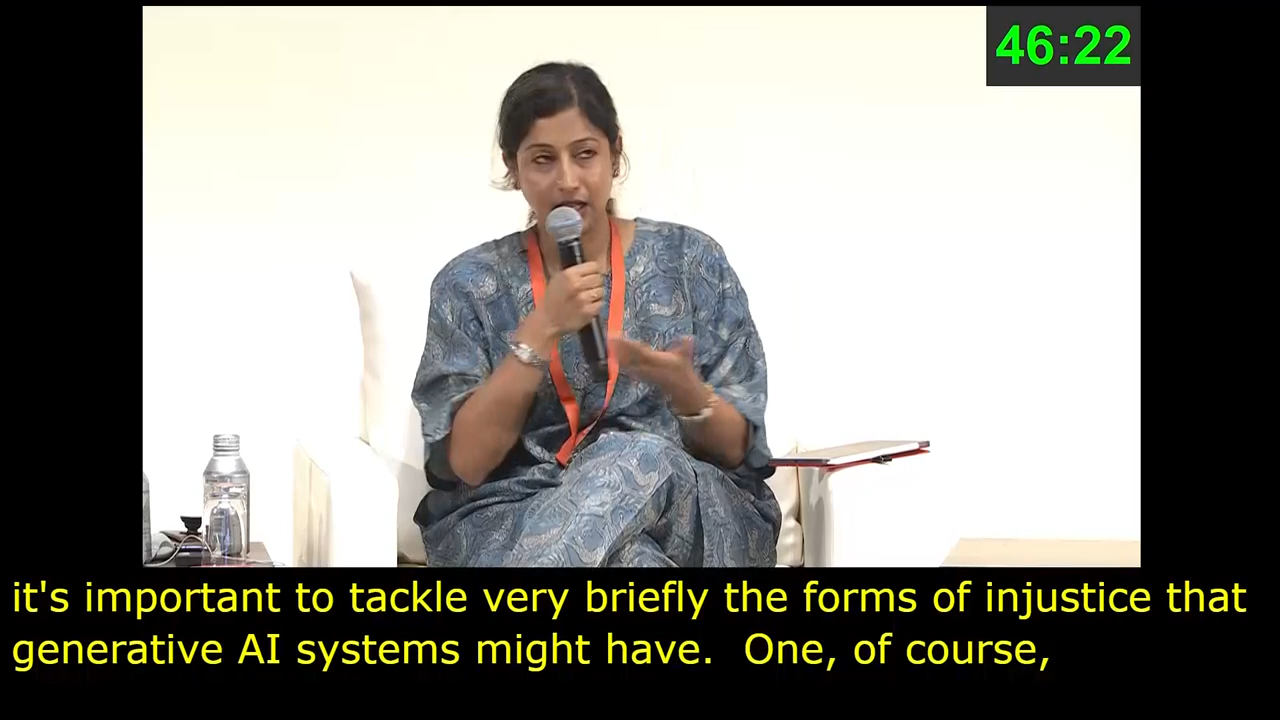 46:22
it's important to tackle very briefly the forms of injustice that
generative AI systems might have.  One, of course,